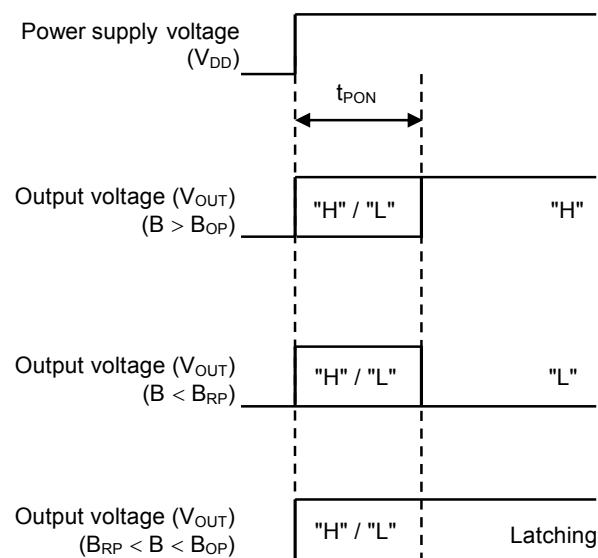 Power supply voltage
(VDD)
tPON
Output voltage (VOUT)
(B > BOP)
"H" / "L"
"H"
Output voltage (VOUT)
(B < BRP)
"H" / "L"
"L"
Output voltage (VOUT)
(BRP < B < BOP)
"H" / "L"
Latching